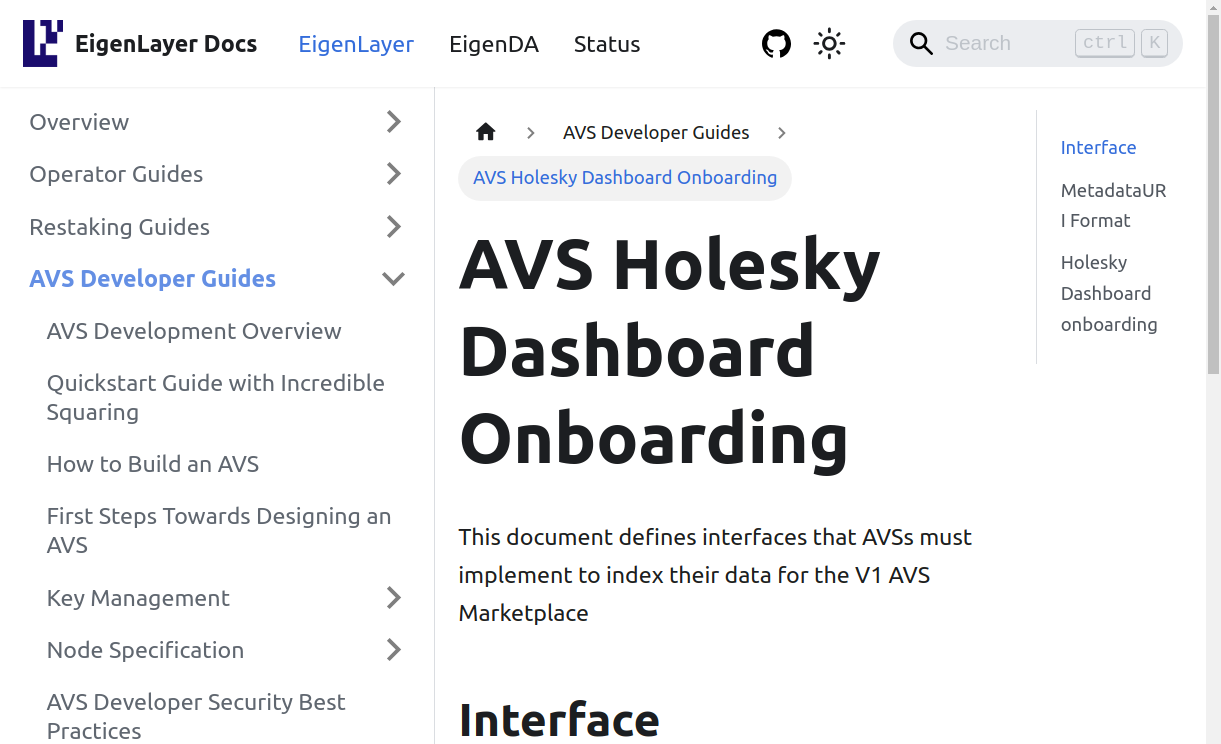 EigenLayer Docs
EigenLayer
EigenDA
Status
Search
ctrl
K
Overview
Operator Guides
Restaking Guides
AVS Developer Guides
AVS Development Overview
Quickstart Guide with Incredible
Squaring
How to Build an AVS
First Steps Towards Designing an
AVS
Key Management
Node Specification
AVS Developer Security Best
Practices
AVS Developer Guides
AVS Holesky Dashboard Onboarding
AVS Holesky
Dashboard
Onboarding
This document defines interfaces that AVSs must
implement to index their data for the V1 AVS
Marketplace
Interface
Interface
MetadataUR
I Format
Holesky
Dashboard
onboarding